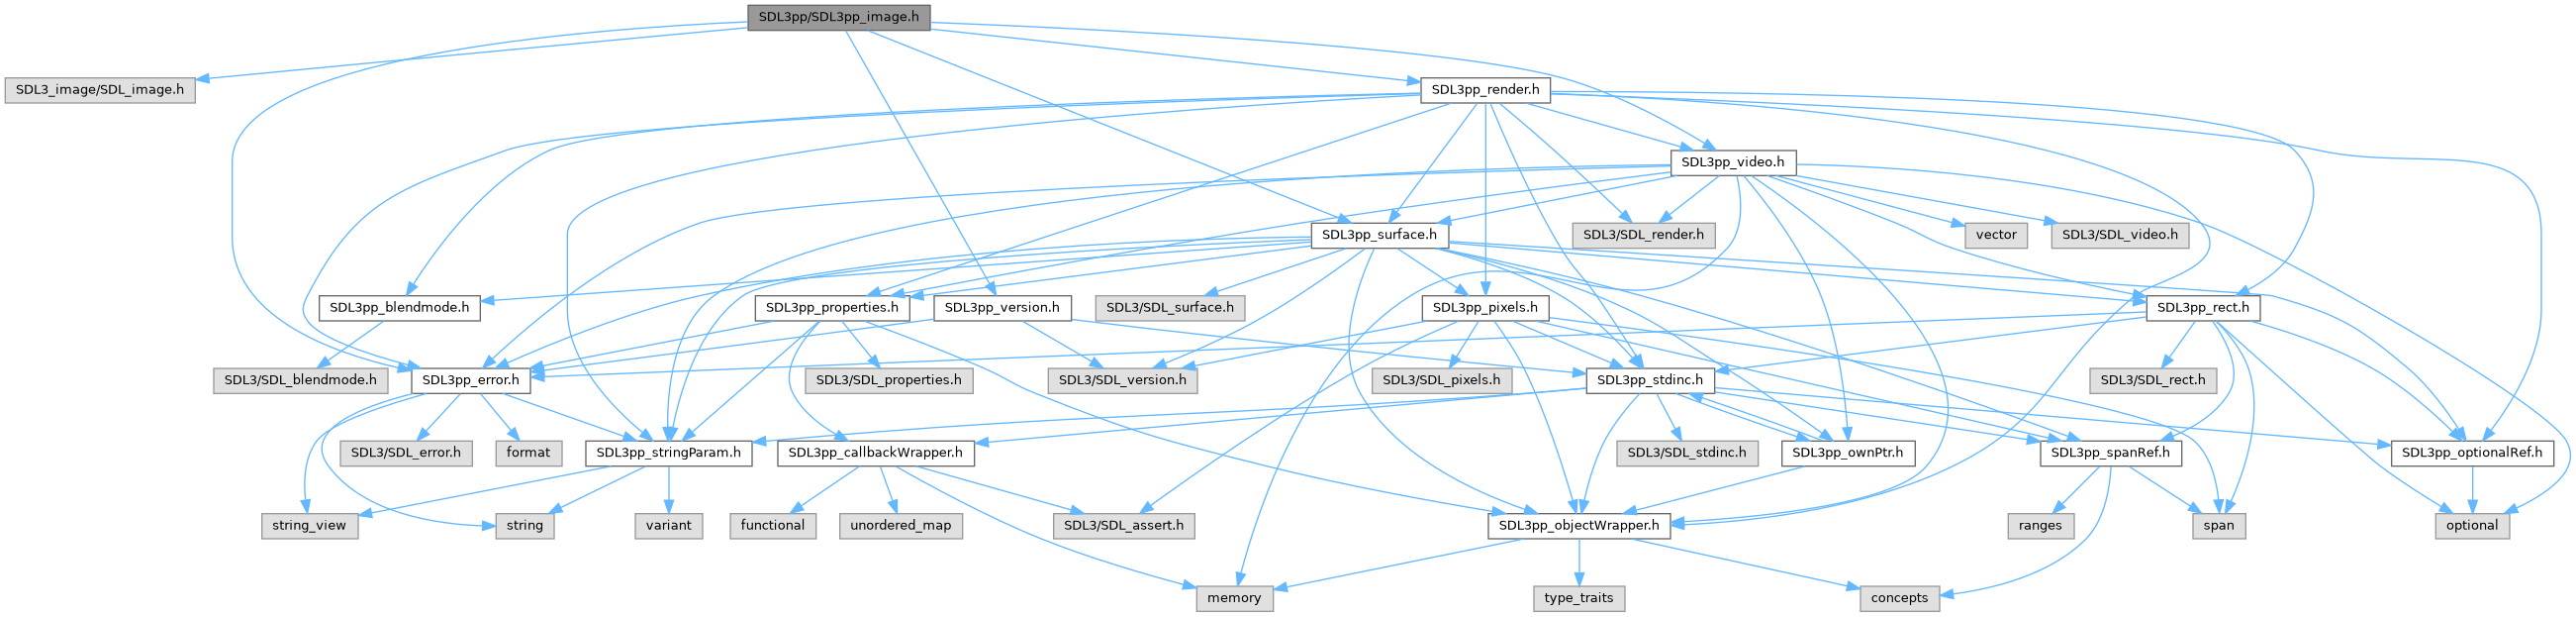 SDL3pp/SDL3pp_image.h
SDL3_image/SDL_image.h
SDL3pp_render.h
SDL3pp_video.h
SDL3pp_surface.h
SDL3/SDL_render.h
vector
SDL3/SDL_video.h
SDL3pp_blendmode.h
SDL3pp_properties.h
SDL3pp_version.h
SDL3/SDL_surface.h
SDL3pp_pixels.h
SDL3pp_rect.h
SDL3/SDL_blendmode.h
SDL3pp_error.h
SDL3/SDL_properties.h
SDL3/SDL_version.h
SDL3/SDL_pixels.h
SDL3pp_stdinc.h
SDL3/SDL_rect.h
SDL3/SDL_error.h
format
SDL3pp_stringParam.h
SDL3pp_callbackWrapper.h
SDL3/SDL_stdinc.h
SDL3pp_ownPtr.h
SDL3pp_spanRef.h
SDL3pp_optionalRef.h
string_view
string
variant
functional
unordered_map
SDL3/SDL_assert.h
SDL3pp_objectWrapper.h
ranges
span
optional
memory
type_traits
concepts